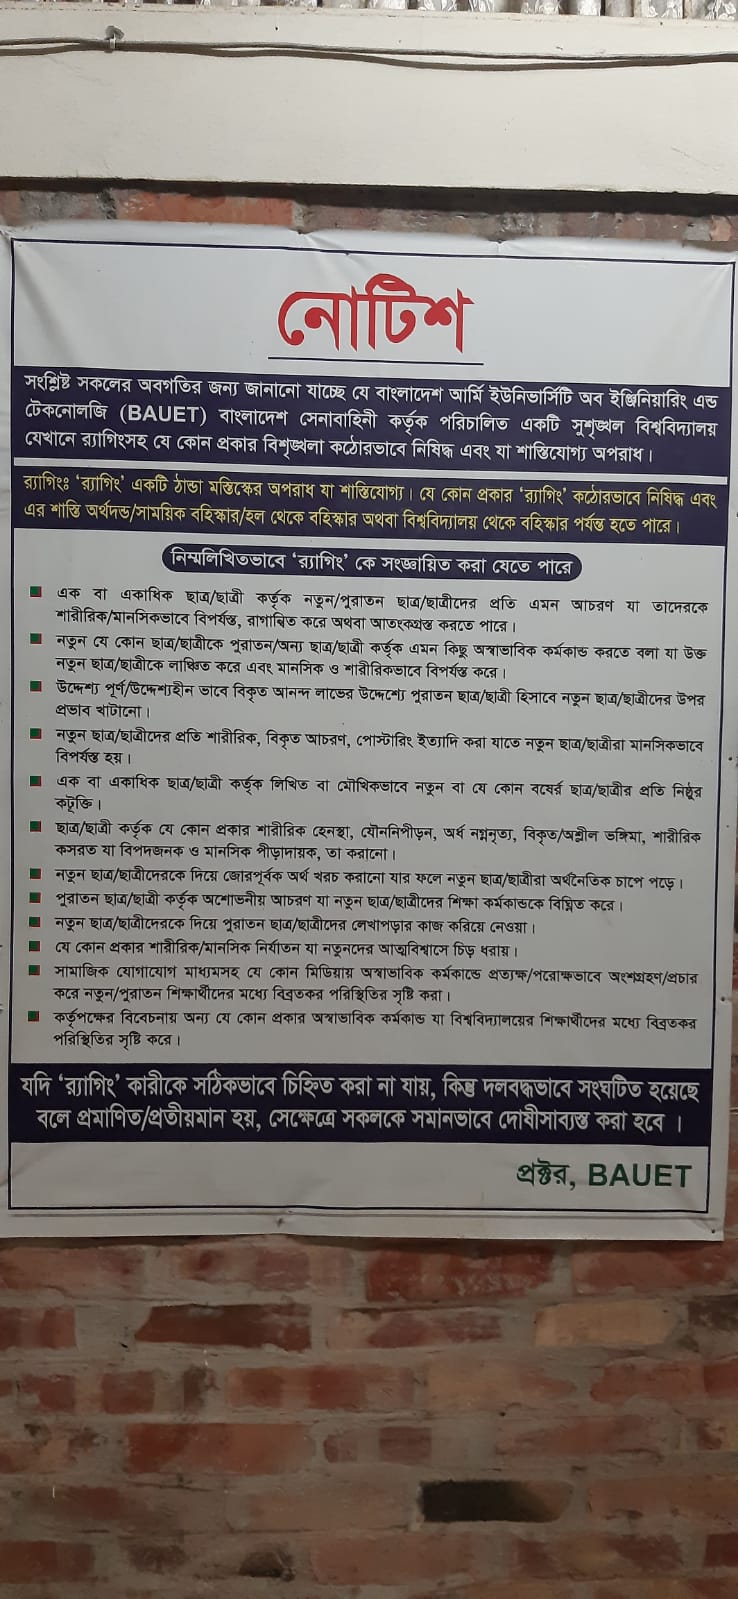 নোটিশ
সংশ্লিষ্ট সকলের অবগতির জন্য জানানো যাচ্ছে যে বাংলাদেশ আর্মি ইউনিভার্সিটি অব ইঞ্জিনিয়ারিং এন্ড
টেকনোলজি (BAUET) বাংলাদেশ সেনাবাহিনী কর্তৃক পরিচালিত একটি সুশৃঙ্খল বিশ্ববিদ্যালয়
যেখানে র‍্যাগিংসহ যে কোন প্রকার বিশৃঙ্খলা কঠোরভাবে নিষিদ্ধ এবং যা শাস্তিযোগ্য অপরাধ।
র‍্যাগিংঃ ‘র‍্যাগিং’ একটি ঠান্ডা মস্তিস্কের অপরাধ যা শাস্তিযোগ্য। যে কোন প্রকার ‘র‍্যাগিং’ কঠোরভাবে নিষিদ্ধ এবং
এর শাস্তি অর্থদন্ড/সাময়িক বহিস্কার/হল থেকে বহিস্কার অথবা বিশ্ববিদ্যালয় থেকে বহিস্কার পর্যন্ত হতে পারে।
নিম্মলিখিতভাবে ‘র‍্যাগিং’ কে সংজ্ঞায়িত করা যেতে পারে
এক বা একাধিক ছাত্র/ছাত্রী কর্তৃক নতুন/পুরাতন ছাত্র/ছাত্রীদের প্রতি এমন আচরণ যা তাদেরকে
শারীরিক/মানসিকভাবে বিপর্যস্ত, রাগান্বিত করে অথবা আতংকগ্রস্ত করতে পারে।
নতুন যে কোন ছাত্র/ছাত্রীকে পুরাতন/অন্য ছাত্র/ছাত্রী কর্তৃক এমন কিছু অস্বাভাবিক কর্মকান্ড করতে বলা যা উক্ত
নতুন ছাত্র/ছাত্রীকে লাঞ্চিত করে এবং মানসিক ও শারীরিকভাবে বিপর্যস্ত করে।
উদ্দেশ্য পূর্ণ/উদ্দেশ্যহীন ভাবে বিকৃত আনন্দ লাভের উদ্দেশ্যে পুরাতন ছাত্র/ছাত্রী হিসাবে নতুন ছাত্র/ছাত্রীদের উপর
প্রভাব খাটানো।
নতুন ছাত্র/ছাত্রীদের প্রতি শারীরিক, বিকৃত আচরণ, পোস্টারিং ইত্যাদি করা যাতে নতুন ছাত্র/ছাত্রীরা মানসিকভাবে
বিপর্যস্ত হয়।
এক বা একাধিক ছাত্র/ছাত্রী কর্তৃক লিখিত বা মৌখিকভাবে নতুন বা যে কোন বষের্র ছাত্র/ছাত্রীর প্রতি নিষ্ঠুর
কটূক্তি।
ছাত্র/ছাত্রী কর্তৃক যে কোন প্রকার শারীরিক হেনস্থা, যৌননিপীড়ন, অর্ধ নগ্ননৃত্য, বিকৃত/অশ্লীল ভঙ্গিমা, শারীরিক
কসরত যা বিপদজনক ও মানসিক পীড়াদায়ক, তা করানো।
নতুন ছাত্র/ছাত্রীদেরকে দিয়ে জোরপূর্বক অর্থ খরচ করানো যার ফলে নতুন ছাত্র/ছাত্রীরা অর্থনৈতিক চাপে পড়ে।
পুরাতন ছাত্র/ছাত্রী কর্তৃক অশোভনীয় আচরণ যা নতুন ছাত্র/ছাত্রীদের শিক্ষা কর্মকান্ডকে বিঘ্নিত করে।
নতুন ছাত্র/ছাত্রীদেরকে দিয়ে পুরাতন ছাত্র/ছাত্রীদের লেখাপড়ার কাজ করিয়ে নেওয়া।
যে কোন প্রকার শারীরিক/মানসিক নির্যাতন যা নতুনদের আত্মবিশ্বাসে চিড় ধরায়।
সামাজিক যোগাযোগ মাধ্যমসহ যে কোন মিডিয়ায় অস্বাভাবিক কর্মকান্ডে প্রত্যক্ষ/পরোক্ষভাবে অংশগ্রহণ/প্রচার
করে নতুন/পুরাতন শিক্ষার্থীদের মধ্যে বিব্রতকর পরিস্থিতির সৃষ্টি করা।
কর্তৃপক্ষের বিবেচনায় অন্য যে কোন প্রকার অস্বাভাবিক কর্মকান্ড যা বিশ্ববিদ্যালয়ের শিক্ষার্থীদের মধ্যে বিব্রতকর
পরিস্থিতির সৃষ্টি করে।
যদি ‘র‍্যাগিং’ কারীকে সঠিকভাবে চিহ্নিত করা না যায়, কিন্তু দলবদ্ধভাবে সংঘটিত হয়েছে
বলে প্রমাণিত/প্রতীয়মান হয়, সেক্ষেত্রে সকলকে সমানভাবে দোষীসাব্যস্ত করা হবে ।
প্রক্টর, BAUET